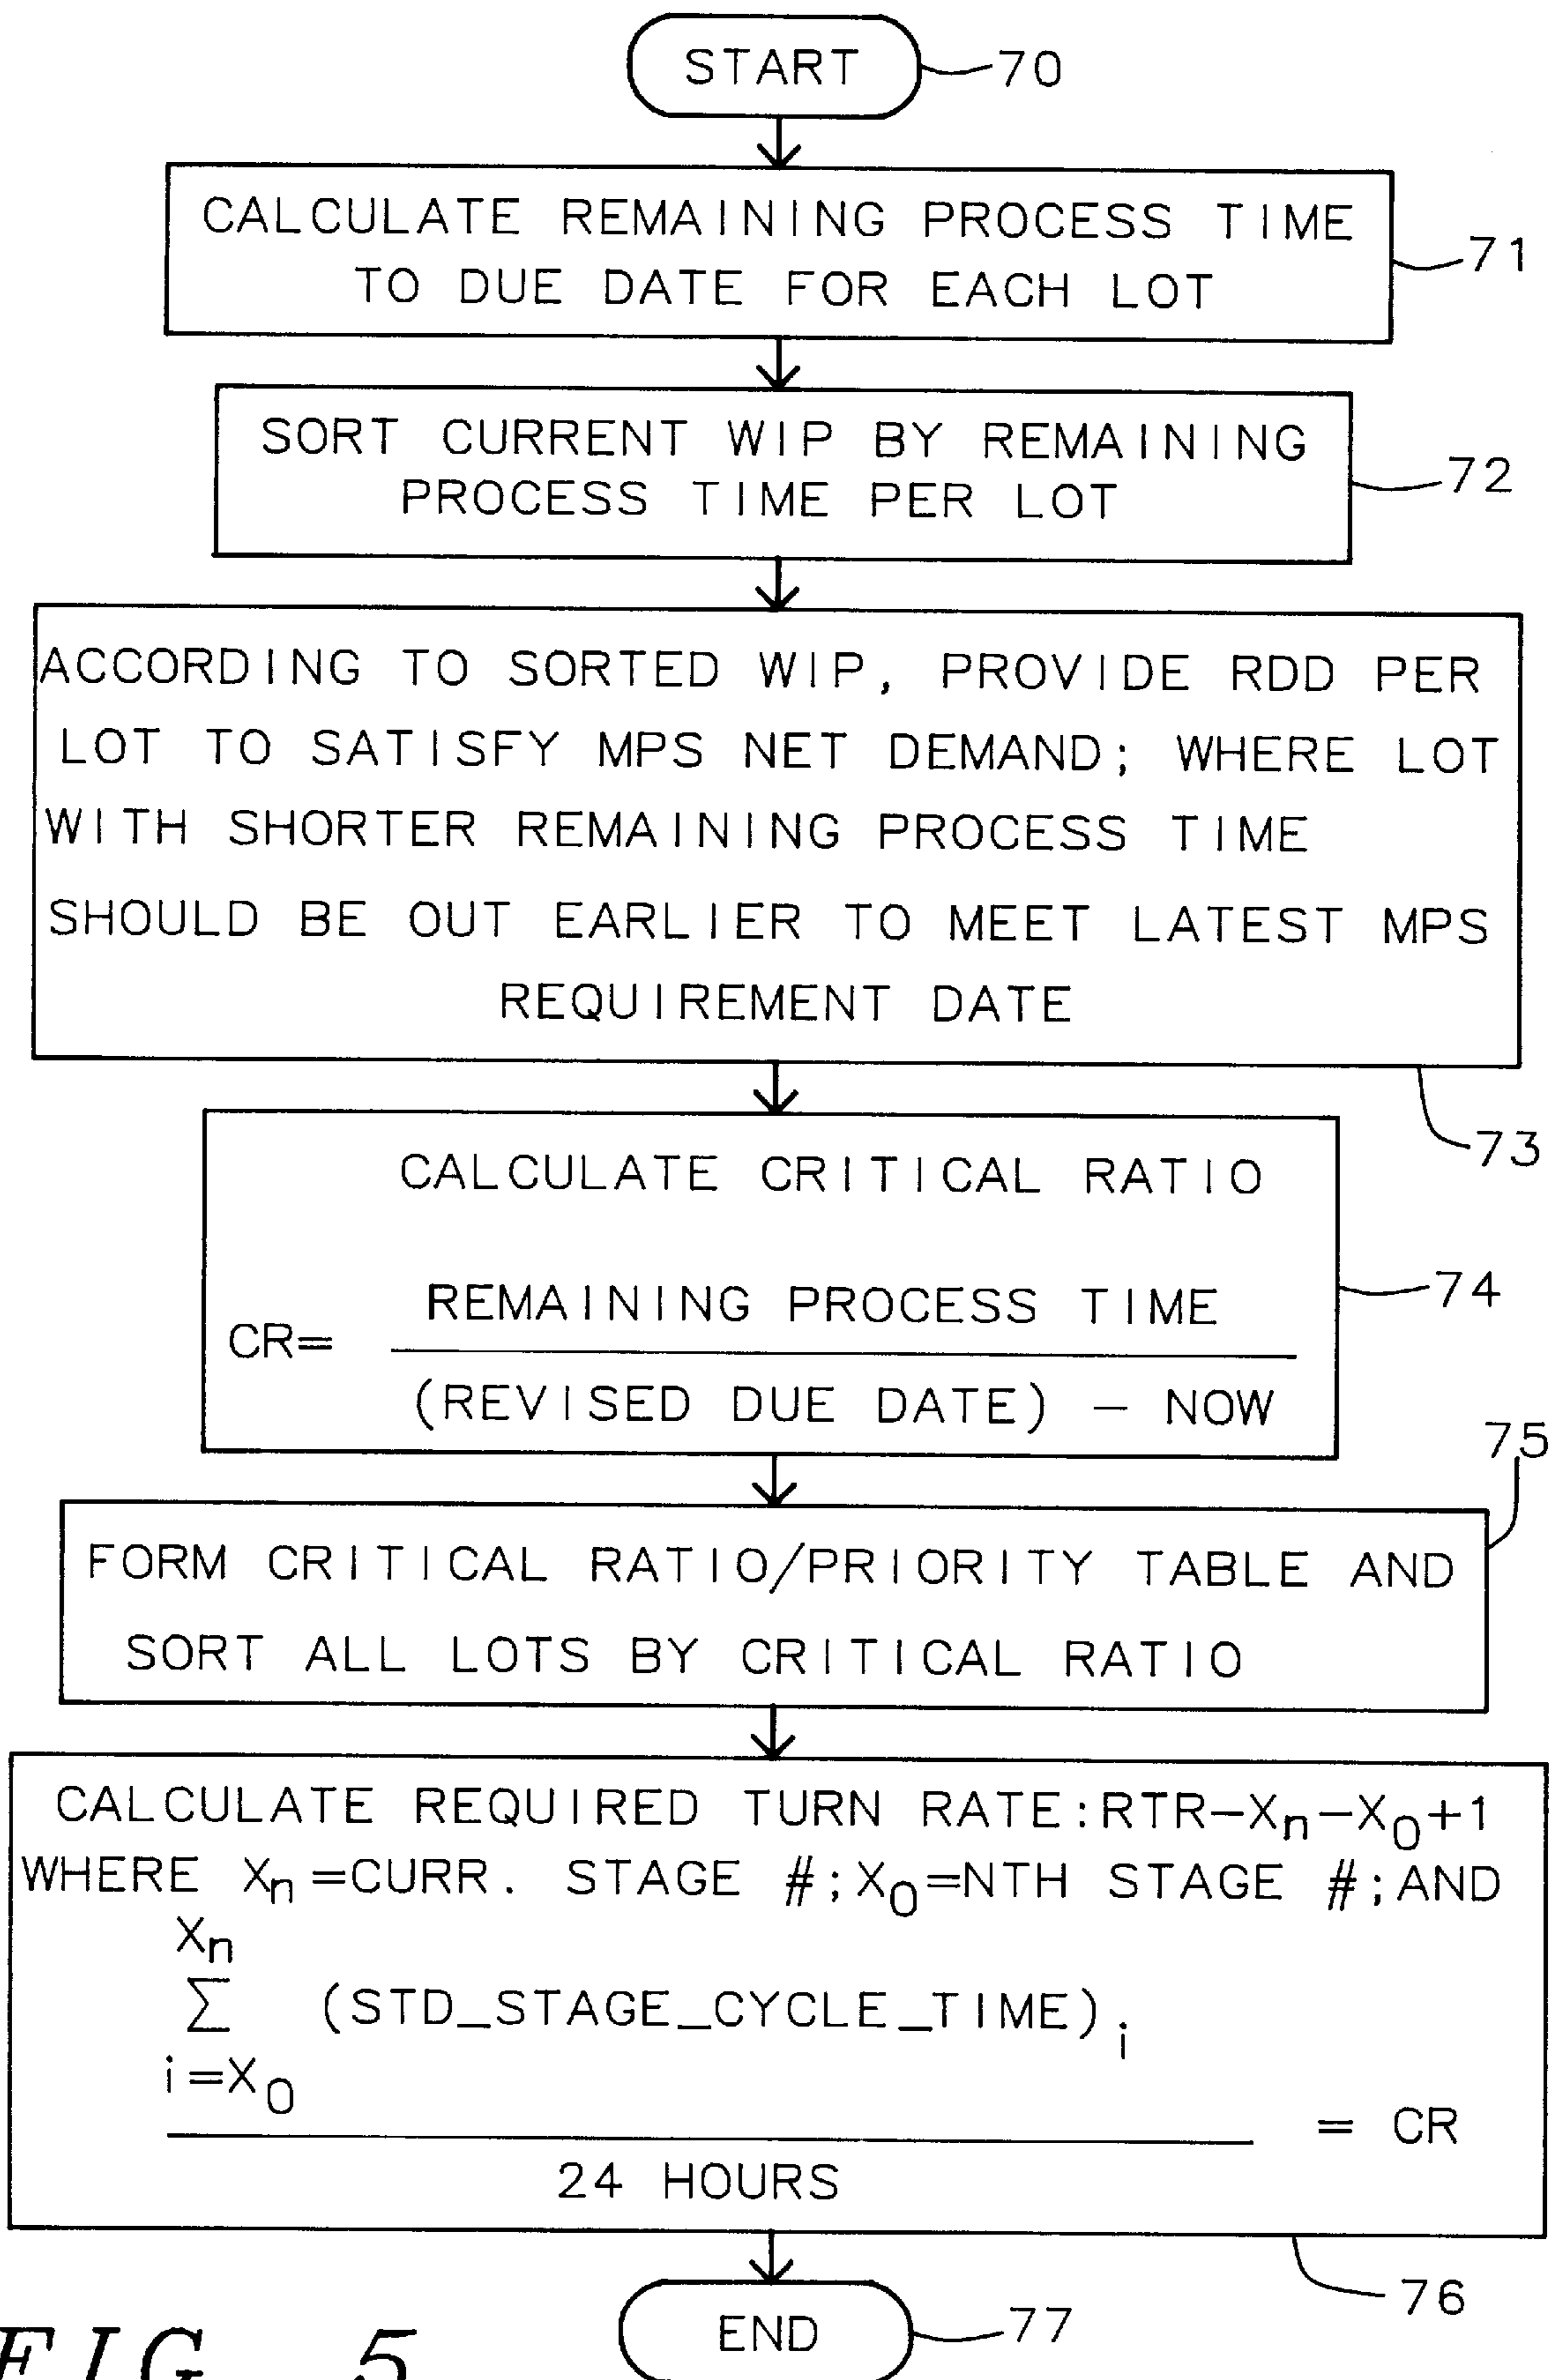 START
70
CALCULATE REMAINING PROCESS TIME
TO DUE DATE FOR EACH LOT
71
SORT CURRENT WIP BY REMAINING
PROCESS TIME PER LOT
72
ACCORDING TO SORTED WIP, PROVIDE RDD PER
LOT TO SATISFY MPS NET DEMAND; WHERE LOT
WITH SHORTER REMAINING PROCESS TIME
SHOULD BE OUT EARLIER TO MEET LATEST MPS
REQUIREMENT DATE
73
CALCULATE CRITICAL RATIO
REMAINING PROCESS TIME
CR=
(REVISED DUE DATE) – NOW
74
75
FORM CRITICAL RATIO/PRIORITY TABLE AND
SORT ALL LOTS BY CRITICAL RATIO
CALCULATE REQUIRED TURN RATE:RTR–Xn–X0+1
WHERE Xn=CURR. STAGE #;X0=NTH STAGE #;AND
Xn
Σ (STD_STAGE_CYCLE_TIME)i
i=X0
= CR
24 HOURS
76
END
77
FIG. 5